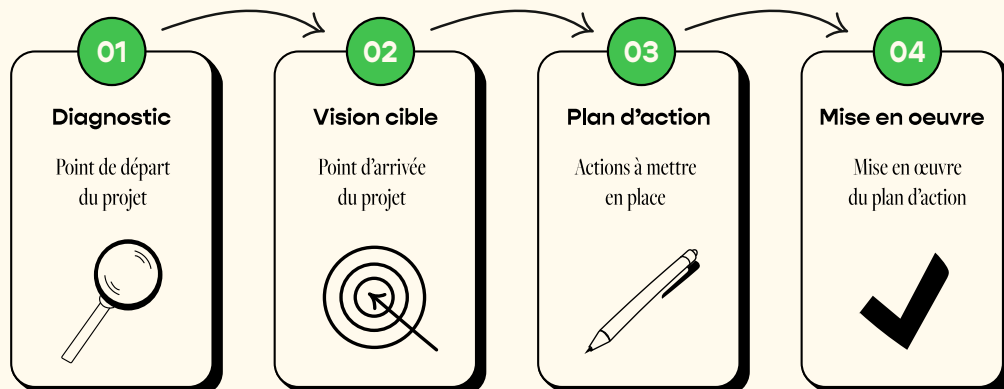 01
Diagnostic
Point de départ
du projet
02
Vision cible
Point d'arrivée
du projet
03
Plan d'action
Actions à mettre
en place
04
Mise en oeuvre
Mise en œuvre
du plan d'action